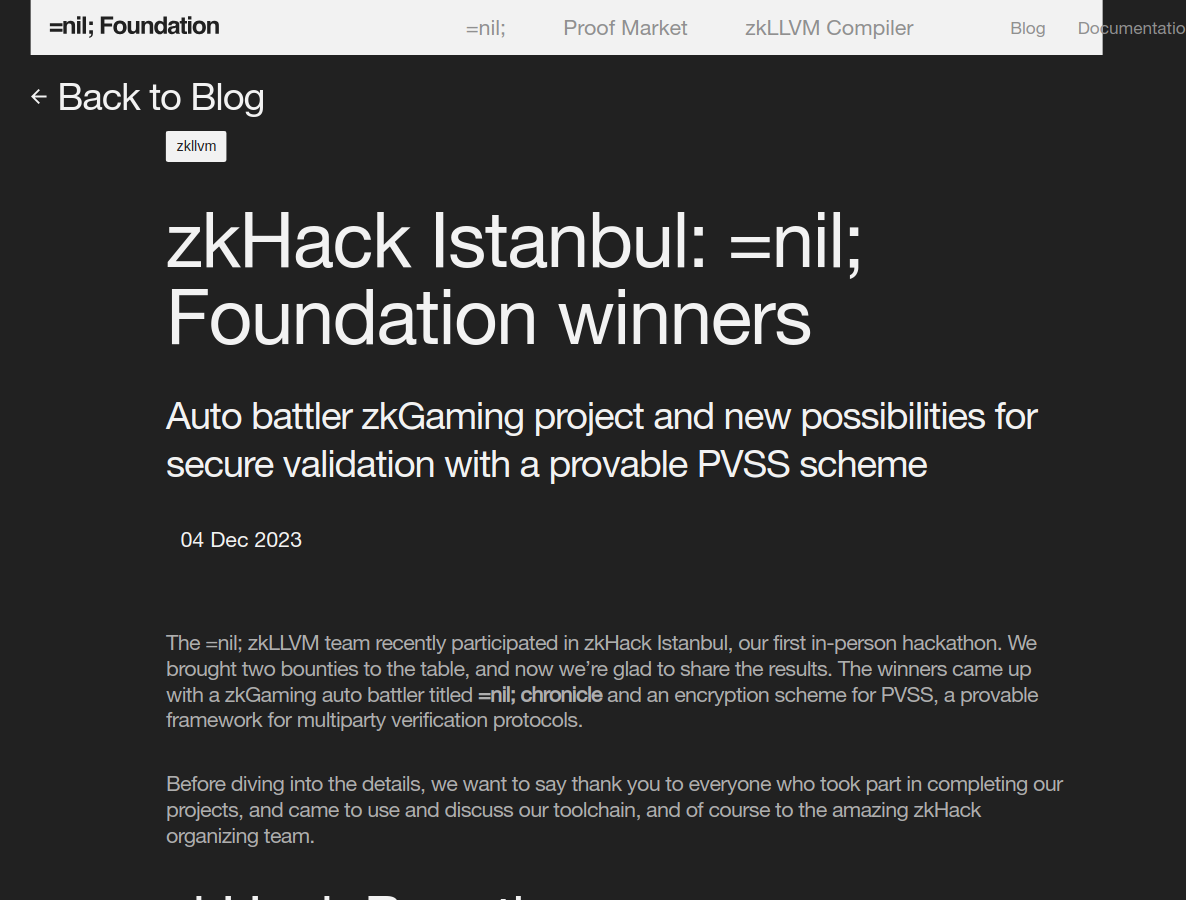 =nil; Foundation =nil; Proof Market zkLLVM Compiler Blog Documentatio
← Back to Blog
zkllvm
zkHack Istanbul: =nil;
Foundation winners
Auto battler zkGaming project and new possibilities for
secure validation with a provable PVSS scheme
04 Dec 2023
The =nil; zkLLVM team recently participated in zkHack Istanbul, our first in-person hackathon. We
brought two bounties to the table, and now we’re glad to share the results. The winners came up
with a zkGaming auto battler titled =nil; chronicle and an encryption scheme for PVSS, a provable
framework for multiparty verification protocols.
Before diving into the details, we want to say thank you to everyone who took part in completing our
projects, and came to use and discuss our toolchain, and of course to the amazing zkHack
organizing team.